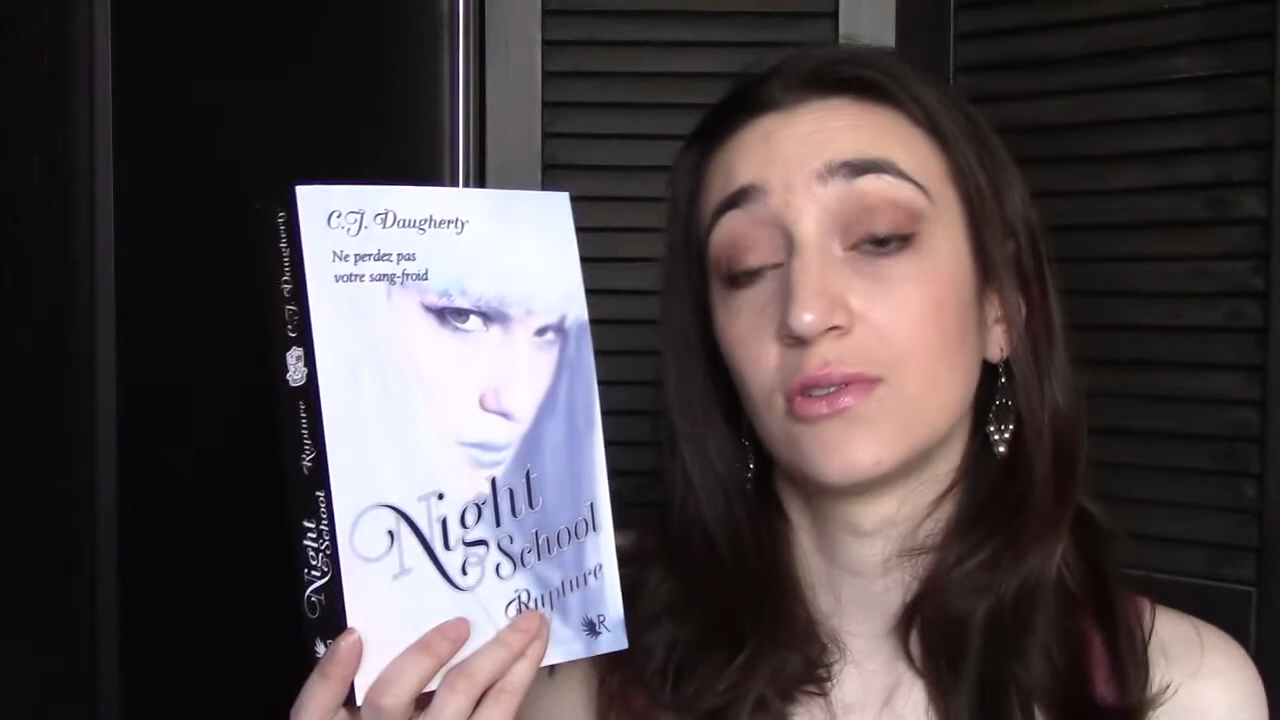 C.J. Daugherty
Ne perdez pas
votre sang-froid
Night
School
Rupture
R
C.J. Daugherty
Rupture
Night
School
R